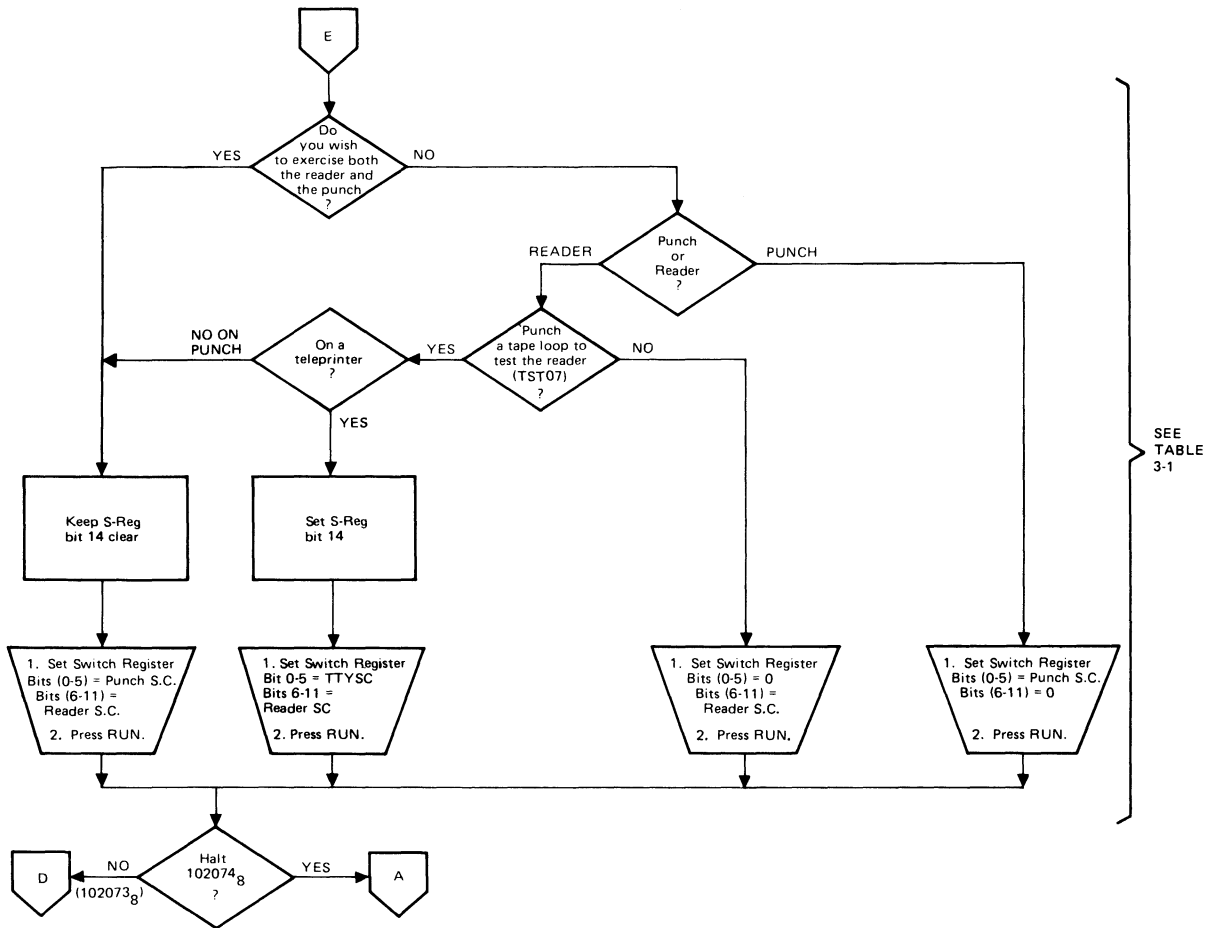 E
Do
you wish
to exercise both
the reader and
the punch
?
YES
NO
Punch
or
Reader
?
READER
PUNCH
Punch
a tape loop to
test the reader
(TST07)
?
YES
NO
On a
teleprinter
?
NO ON
PUNCH
YES
SEE
TABLE
3-1
Keep S-Reg
bit 14 clear
Set S-Reg
bit 14
1. Set Switch Register
Bits (0-5) = Punch S.C.
Bits (6-11) =
Reader S.C.
2. Press RUN.
1. Set Switch Register
Bit 0-5 = TTYSC
Bits 6-11 =
Reader SC
2. Press RUN.
1. Set Switch Register
Bits (0-5) = 0
Bits (6-11) =
Reader S.C.
2. Press RUN.
1. Set Switch Register
Bits (0-5) = Punch S.C.
Bits (6-11) = 0
2. Press RUN.
Halt
102074₈
?
NO
(102073₈)
YES
D
A